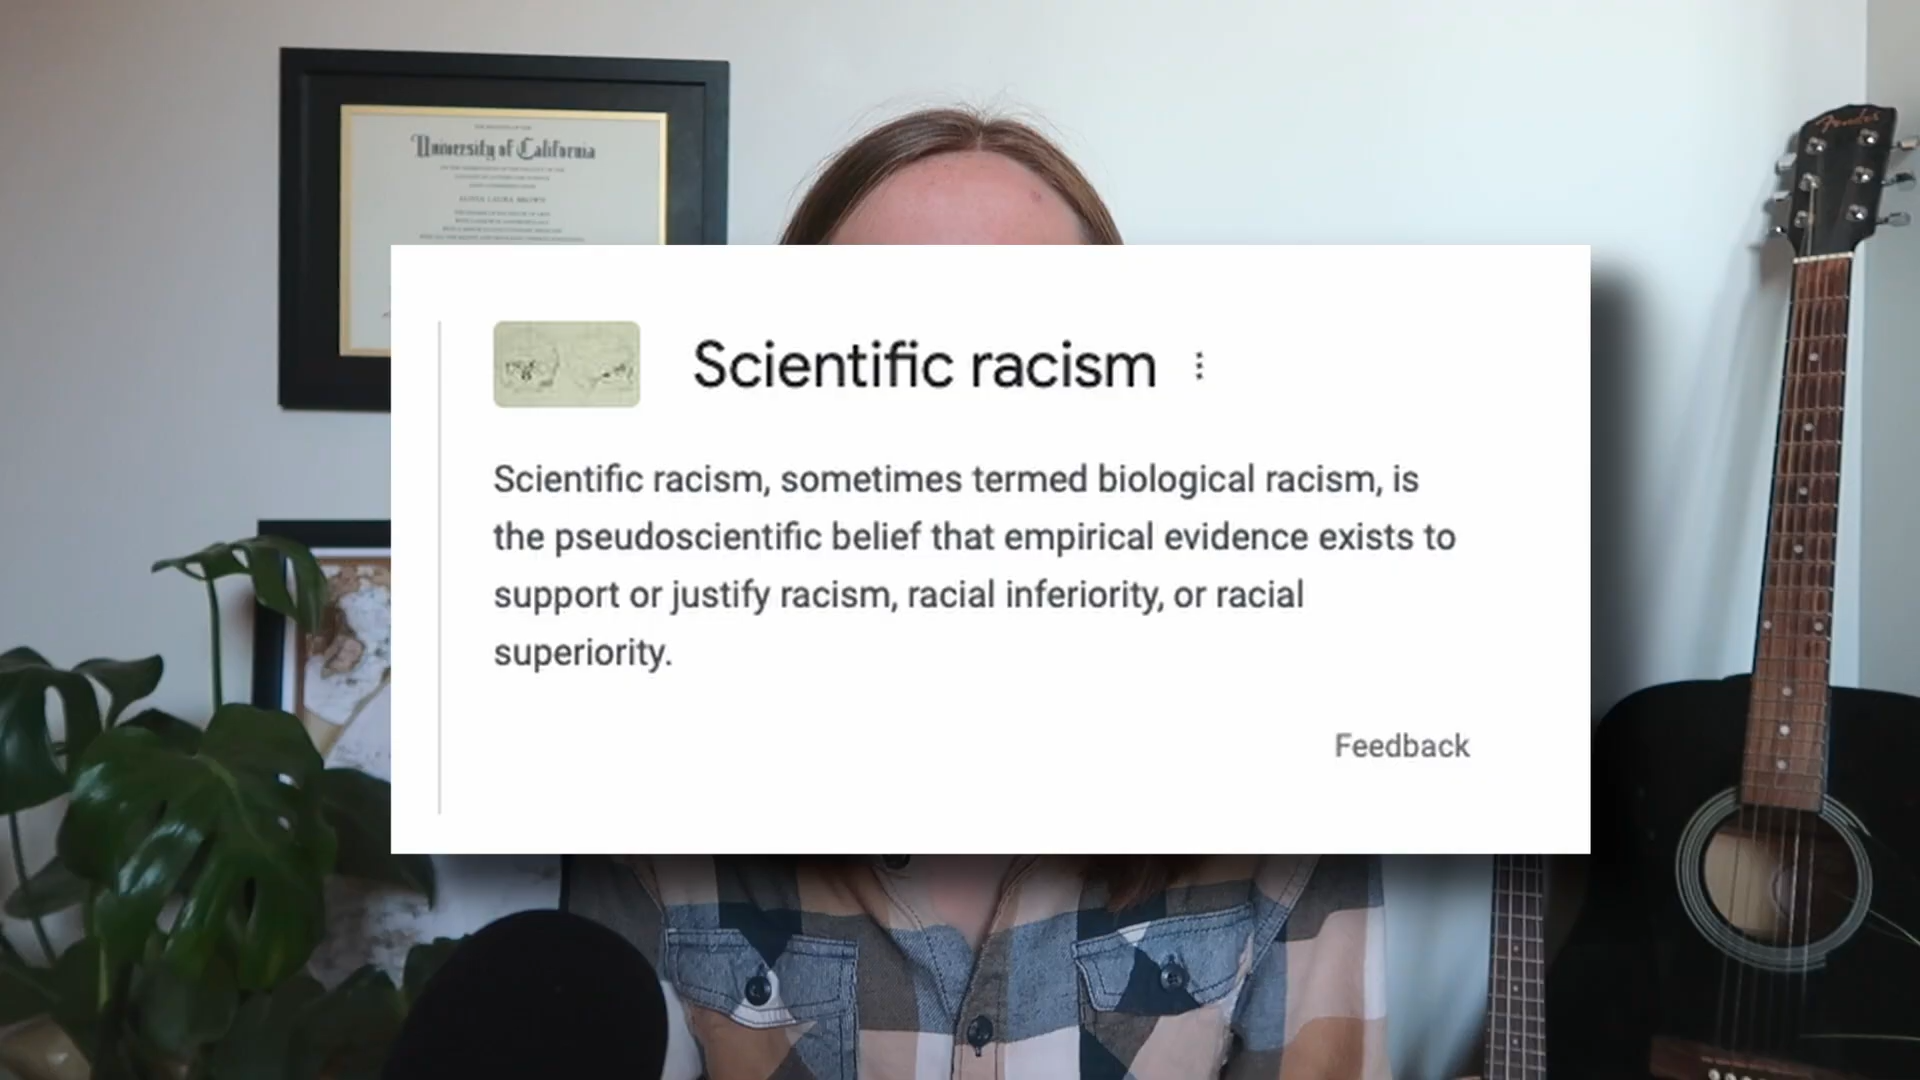 University of California
Fender
Scientific racism
Scientific racism, sometimes termed biological racism, is
the pseudoscientific belief that empirical evidence exists to
support or justify racism, racial inferiority, or racial
superiority.
Feedback